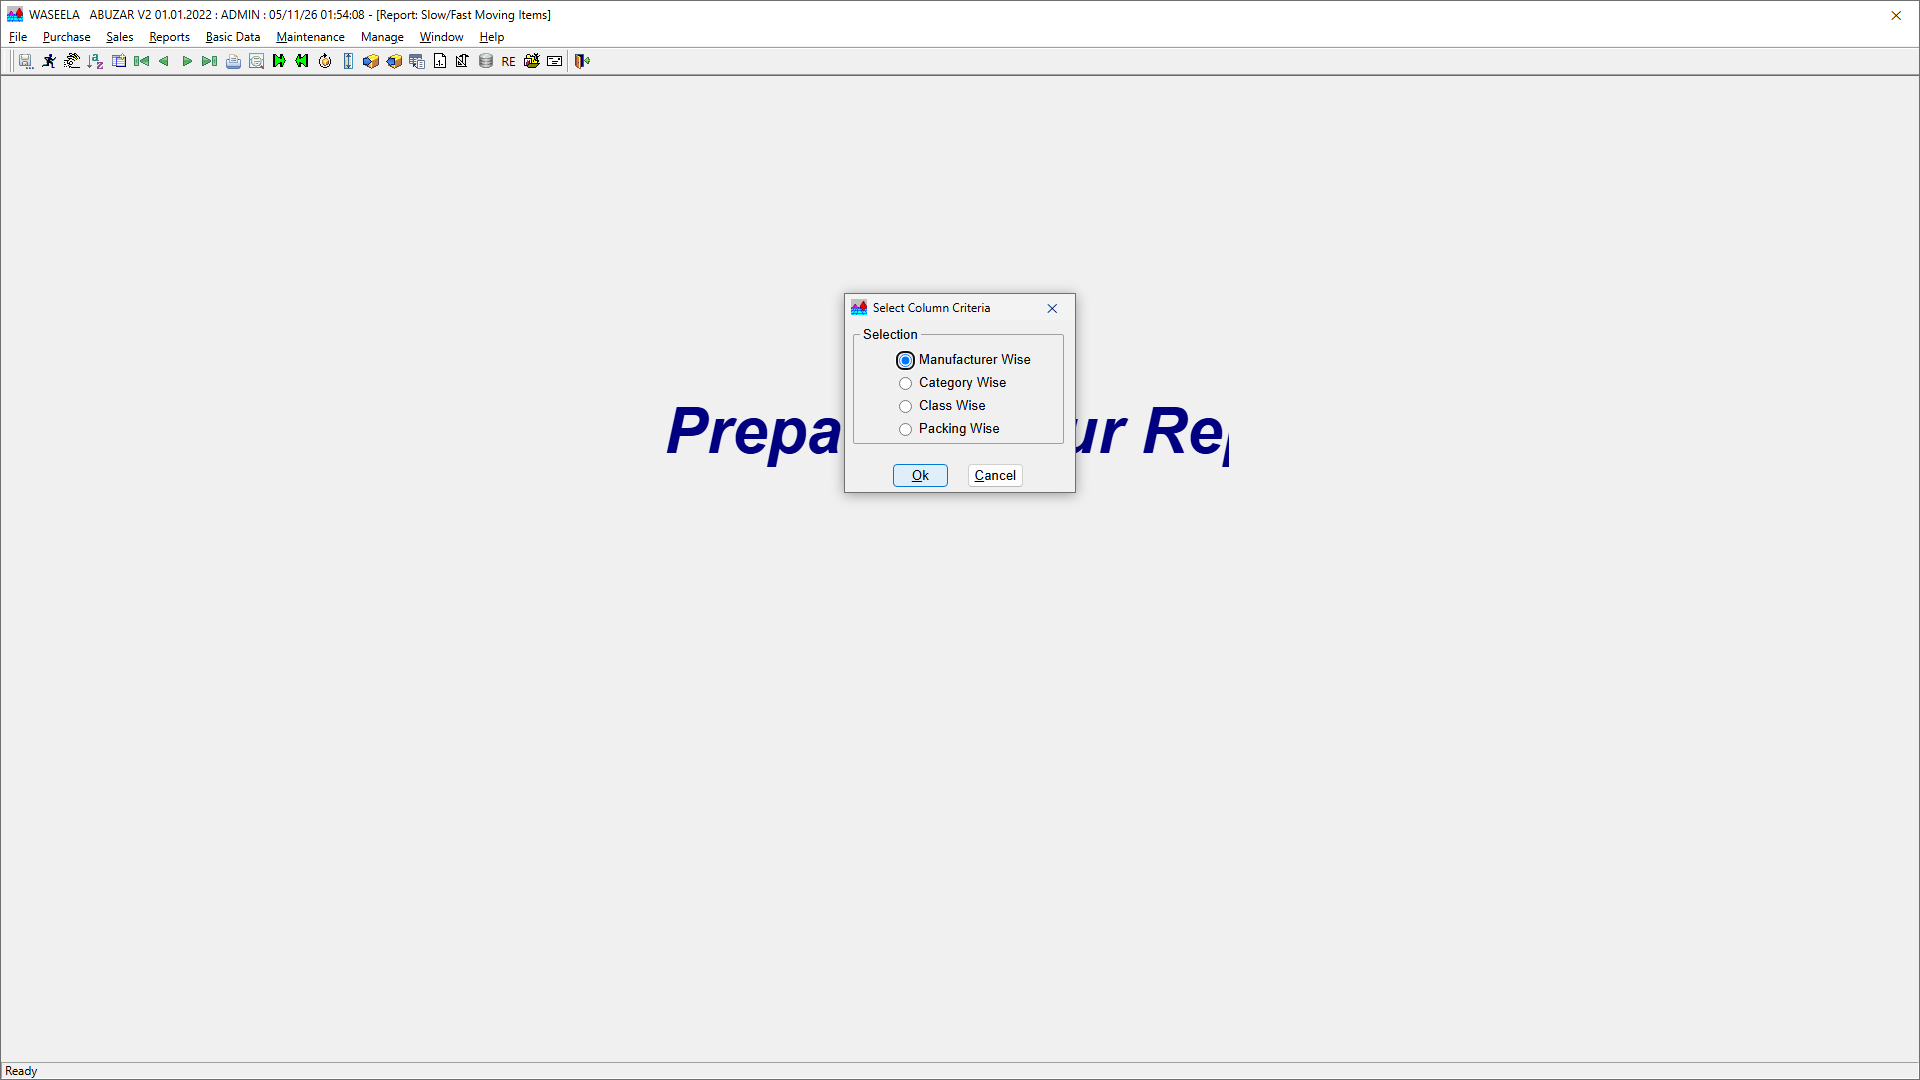 WASEELA   ABUZAR V2 01.01.2022 : ADMIN : 05/11/26 01:54:08 - [Report: Slow/Fast Moving Items]
File Purchase Sales Reports Basic Data Maintenance Manage Window Help
RE
Select Column Criteria
Selection
Manufacturer Wise
Category Wise
Class Wise
Packing Wise
Prepa ur Rep
Ok Cancel
Ready